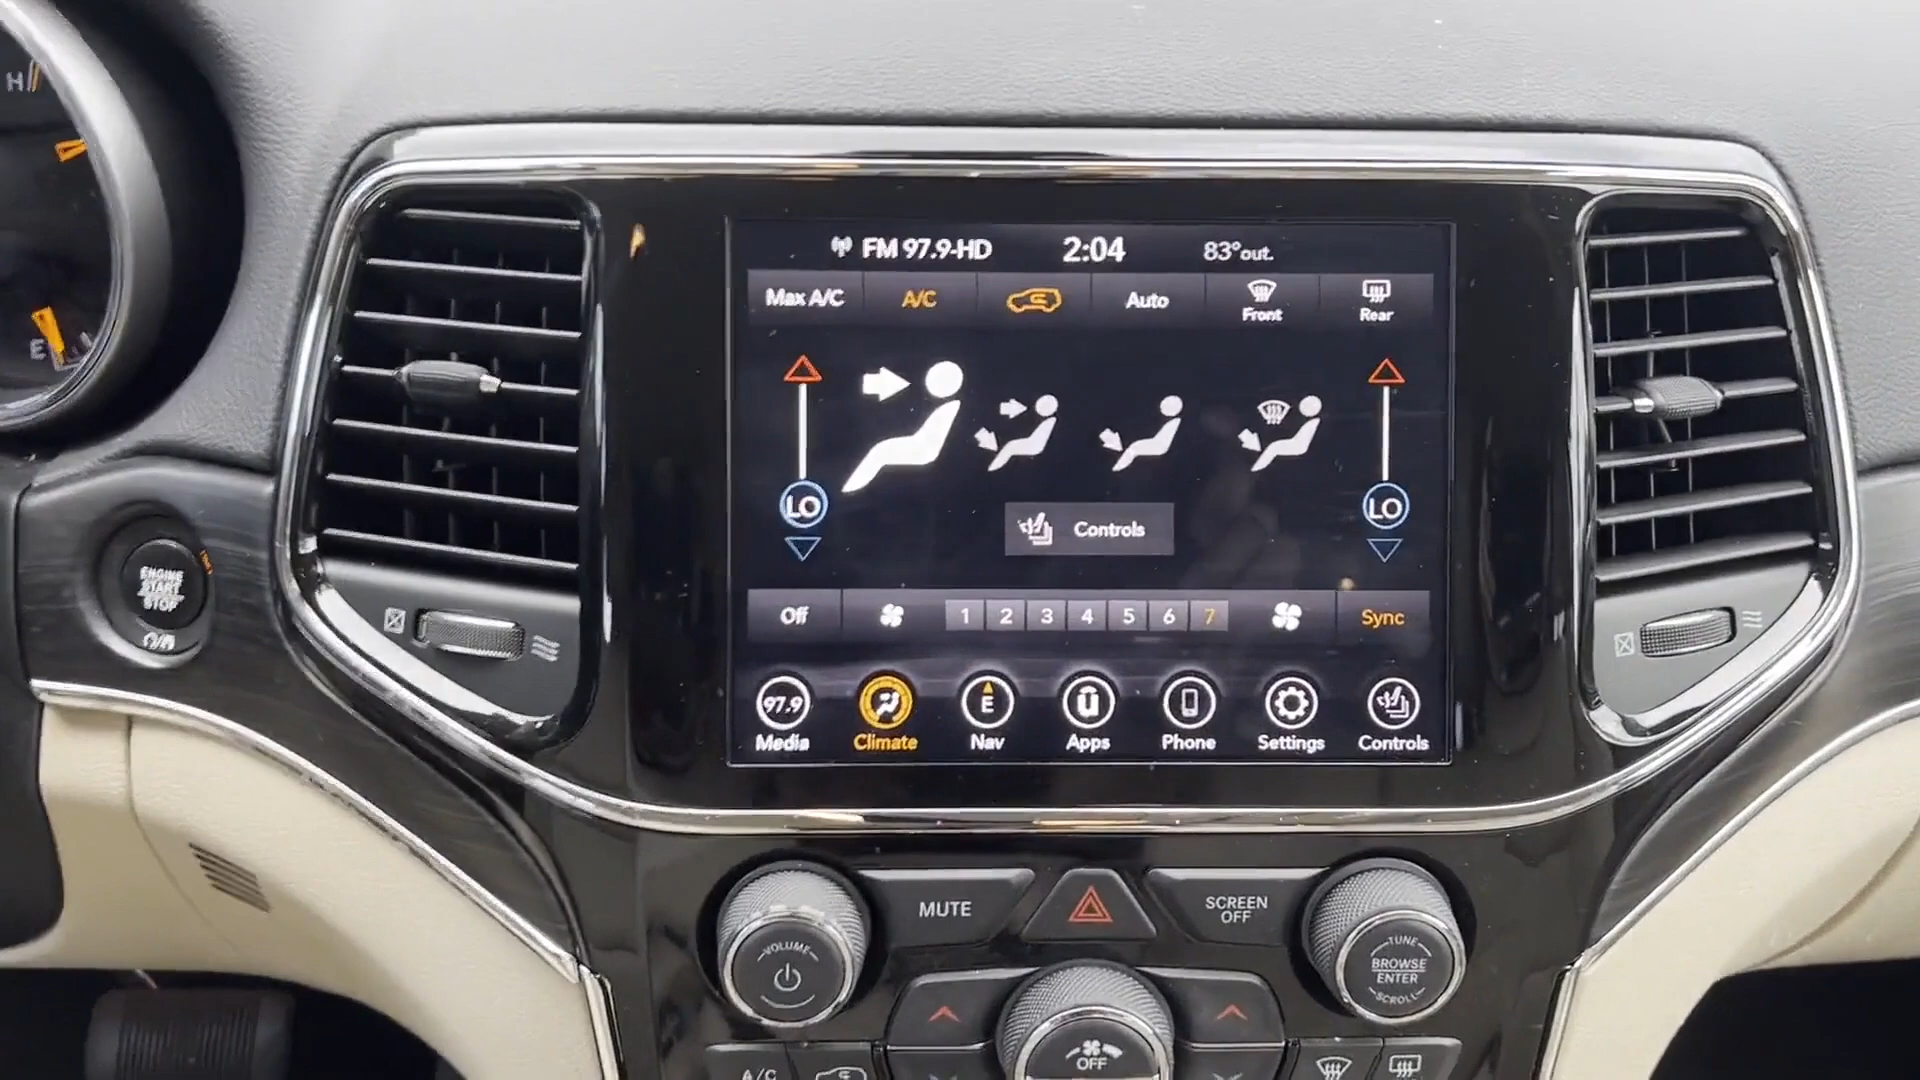 H
E
FM 97.9-HD 2:04 83°out.
Max A/C A/C Auto Front Rear
LO LO
Controls
Off 1 2 3 4 5 6 7 Sync
97.9 E
Media Climate Nav Apps Phone Settings Controls
ENGINE
START
STOP
MUTE
SCREEN
OFF
VOLUME
TUNE
BROWSE
ENTER
SCROLL
OFF
A/C